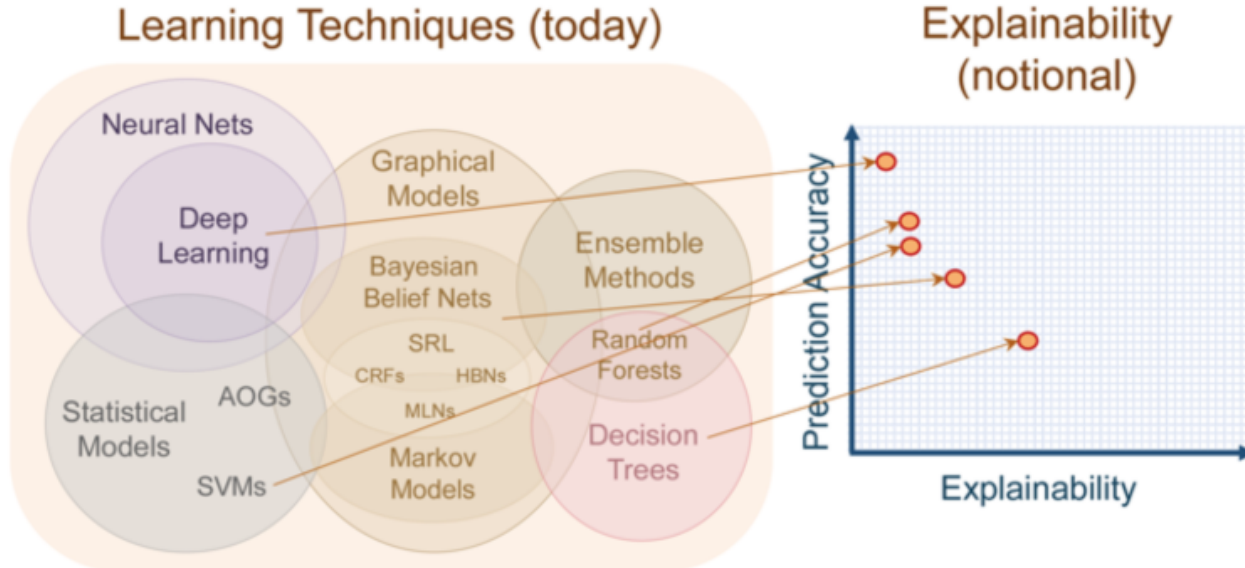 Learning Techniques (today)
Explainability
(notional)
Neural Nets
Deep
Learning
Graphical
Models
Ensemble
Methods
Bayesian
Belief Nets
SRL
CRFs
HBNs
MLNs
Markov
Models
Random
Forests
Decision
Trees
Statistical
Models
AOGs
SVMs
Prediction Accuracy
Explainability